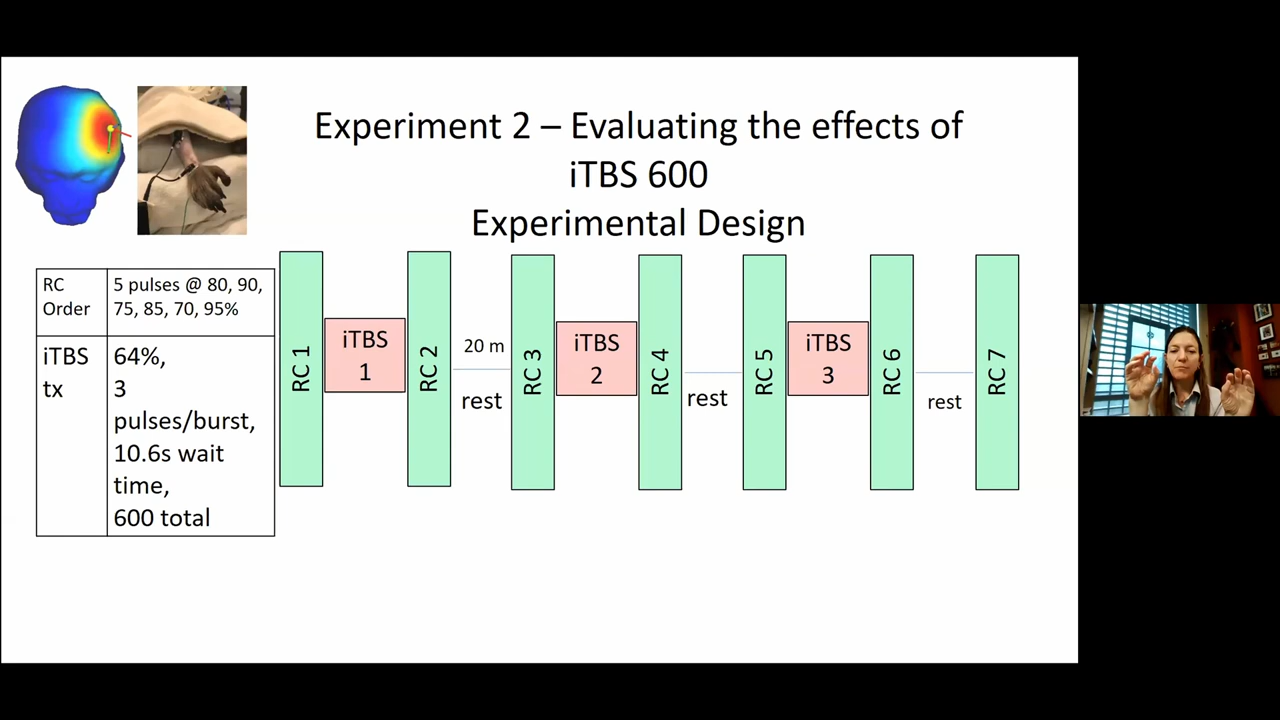 Experiment 2 – Evaluating the effects of
iTBS 600
Experimental Design
RC
Order
5 pulses @ 80, 90,
75, 85, 70, 95%
iTBS
tx
64%,
3
pulses/burst,
10.6s wait
time,
600 total
RC 1
iTBS
1
RC 2
20 m
rest
RC 3
iTBS
2
RC 4
rest
RC 5
iTBS
3
RC 6
rest
RC 7